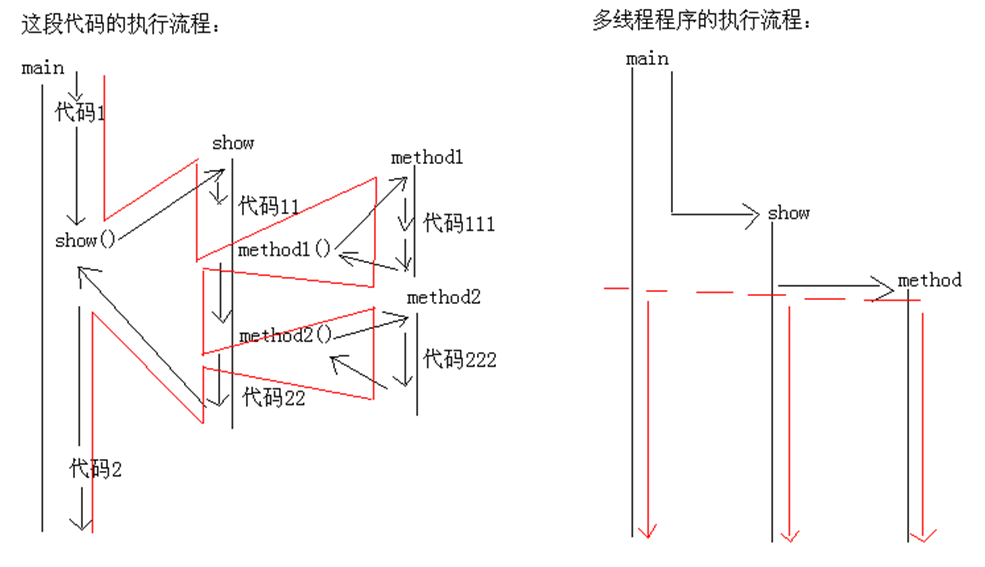 这段代码的执行流程：
main
代码1
show
method1
代码11
代码111
show()
method1()
method2
method2()
代码222
代码22
代码2
多线程程序的执行流程：
main
show
method